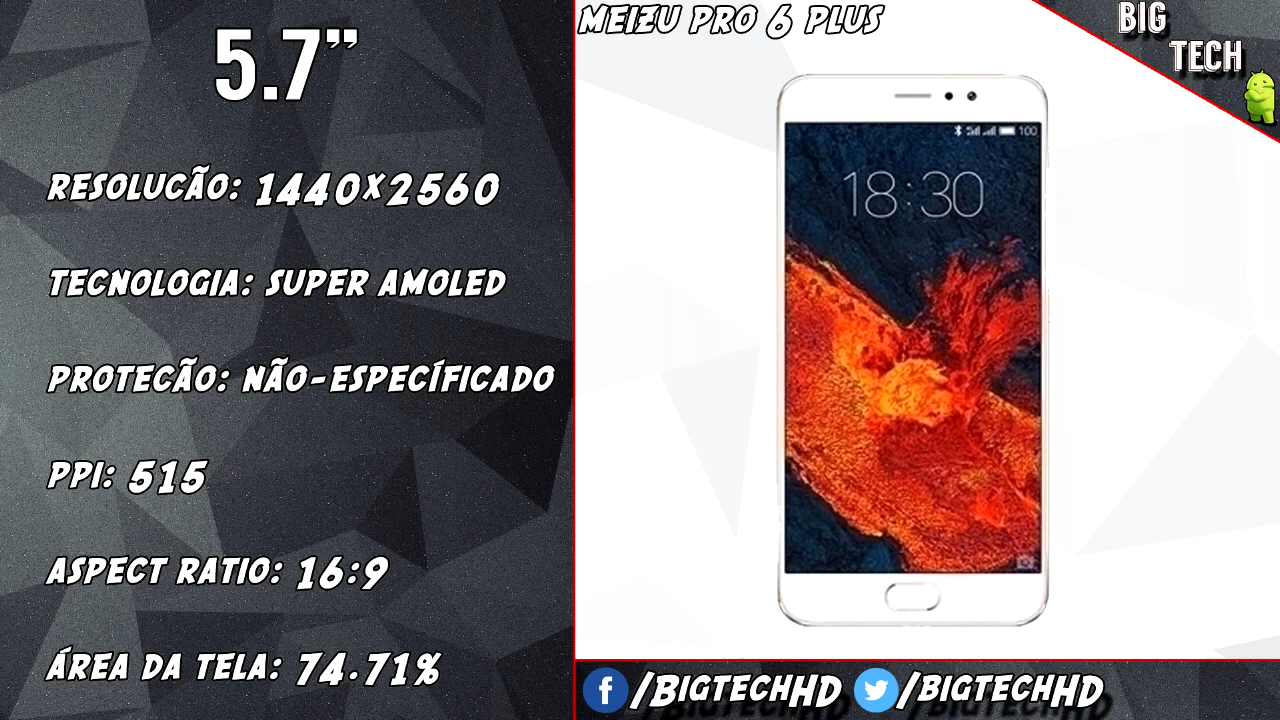 5.7”
RESOLUCÃO: 1440X2560
TECNOLOGIA: SUPER AMOLED
PROTECÃO: NÃO-ESPECÍFICADO
PPI: 515
ASPECT RATIO: 16:9
ÁREA DA TELA: 74.71%
MEIZU PRO 6 PLUS
BIG
TECH
100
18:30
/BIGTECHHD
/BIGTECHHD